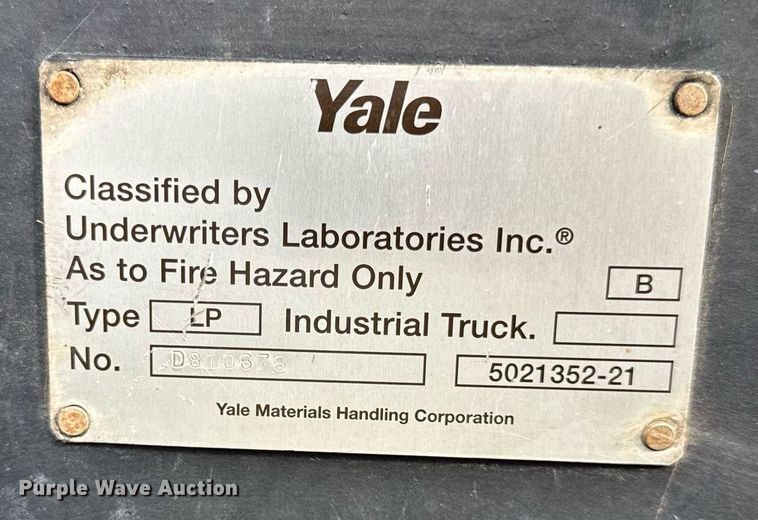 Yale
Classified by
Underwriters Laboratories Inc.®
As to Fire Hazard Only B
Type LP Industrial Truck.
No. D810678 5021352-21
Yale Materials Handling Corporation
Purple Wave Auction